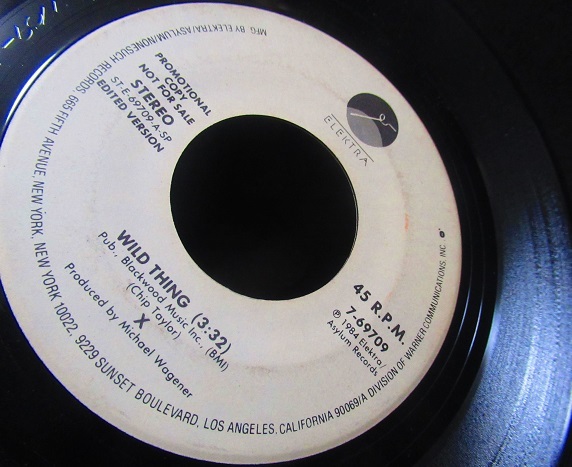 MFG. BY ELEKTRA/ASYLUM/NONESUCH RECORDS, 665 FIFTH AVENUE, NEW YORK, NEW YORK 10022, 9229 SUNSET BOULEVARD, LOS ANGELES, CALIFORNIA 90069/A DIVISION OF WARNER COMMUNICATIONS INC.
PROMOTIONAL
COPY
NOT FOR SALE
STEREO
ST-E-69709-A-SP
EDITED VERSION
ELEKTRA
45 R.P.M.
7-69709
℗ 1984 Elektra/
Asylum Records
WILD THING (3:32)
Pub., Blackwood Music Inc., (BMI)
(Chip Taylor)
X
Produced by Michael Wagener